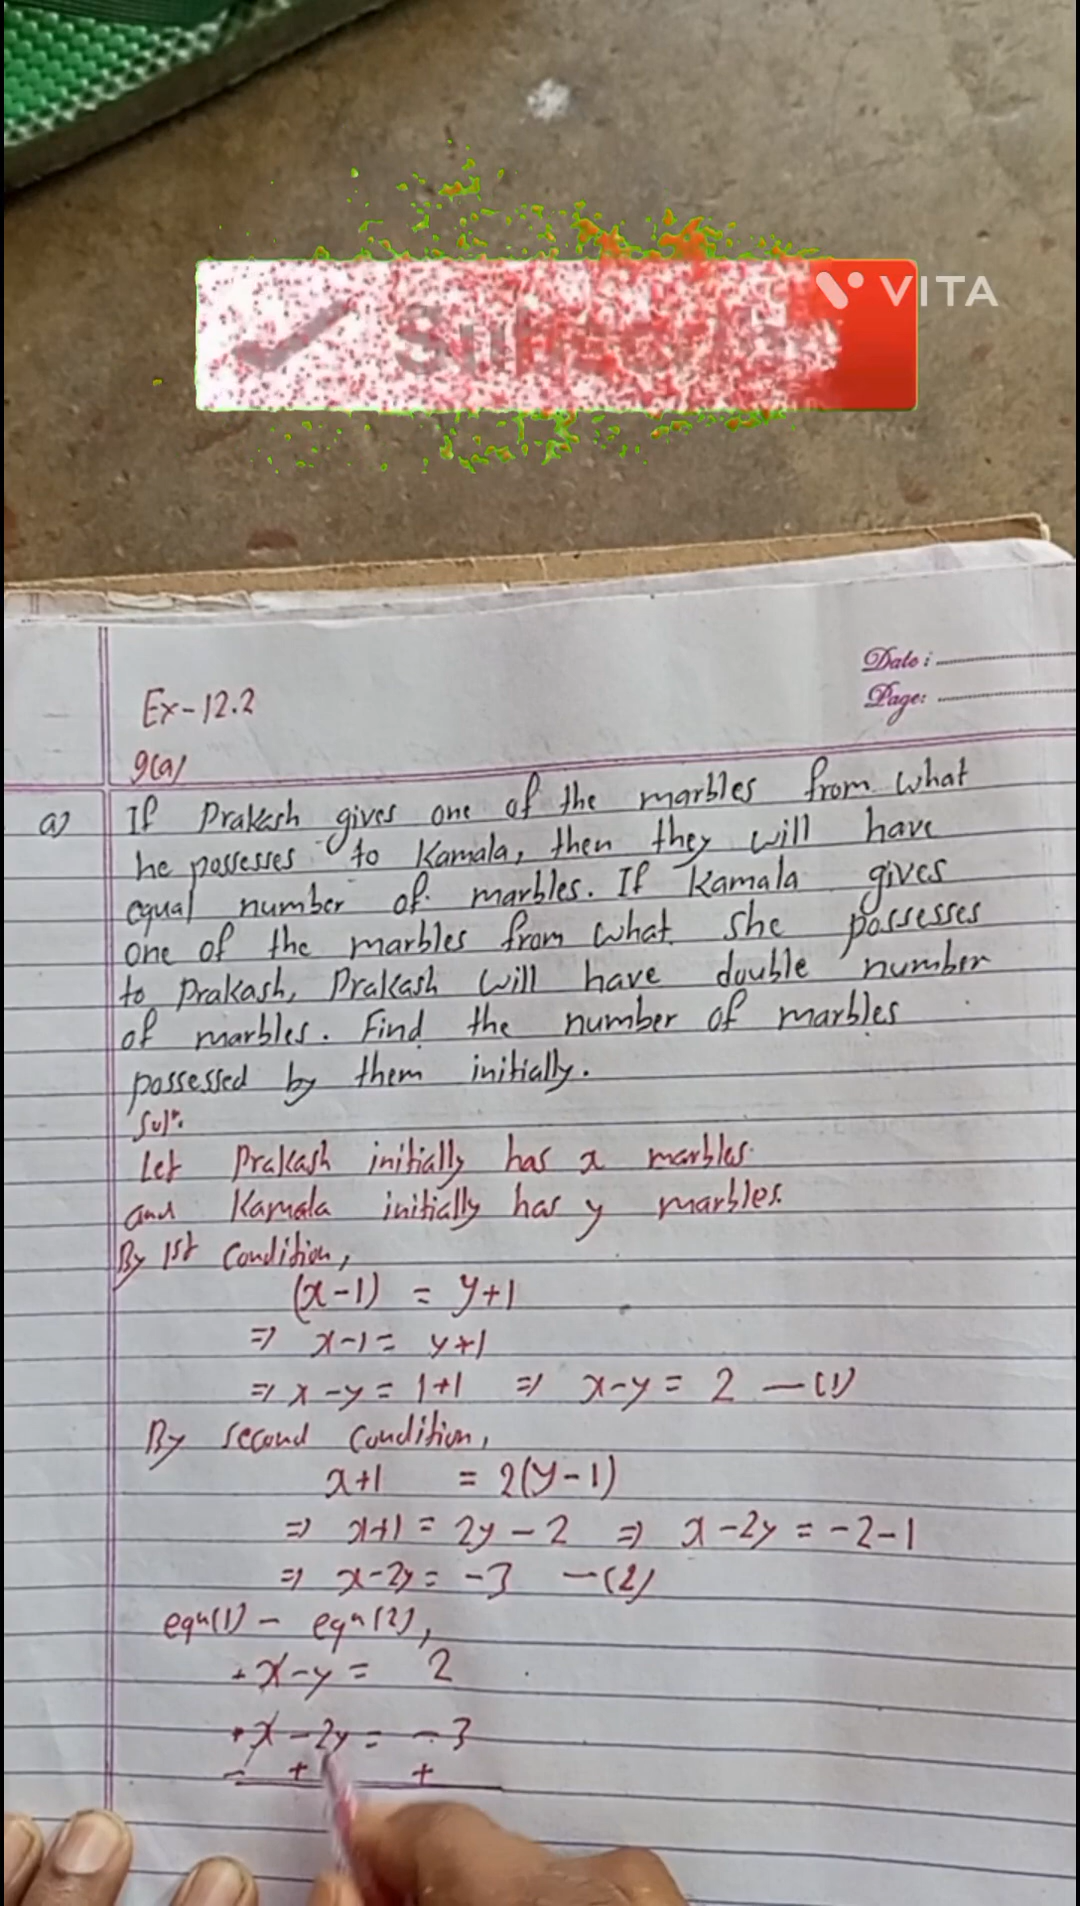 Subscribe
VITA
Date:
Page:
Ex-12.2
9(a)
a) If Prakash gives one of the marbles from what
he possesses to Kamala, then they will have
equal number of marbles. If Kamala gives
one of the marbles from what she possesses
to Prakash, Prakash will have double number
of marbles. Find the number of marbles
possessed by them initially.
Solⁿ.
Let Prakash initially has x marbles.
and Kamala initially has y marbles.
By 1st Condition,
(x-1) = y+1
⇒ x-1 = y+1
⇒ x-y = 1+1 ⇒ x-y = 2 —(1)
By second Condition,
x+1 = 2(y-1)
⇒ x+1 = 2y-2 ⇒ x-2y = -2-1
⇒ x-2y = -3 —(2)
eqn(1) - eqn(2),
+x-y = 2
+x-2y = -3
- + +